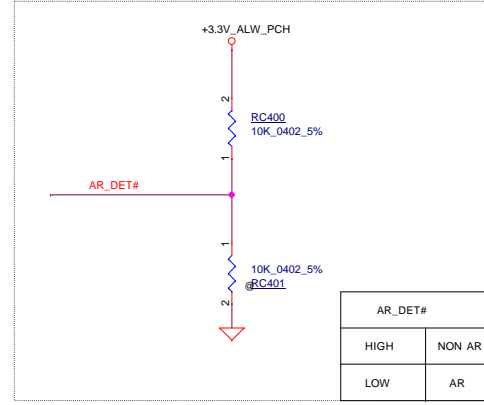 +3.3V_ALW_PCH
2
RC400
10K_0402_5%
1
AR_DET#
1
10K_0402_5%
@RC401
2
AR_DET#
HIGH NON AR
LOW AR